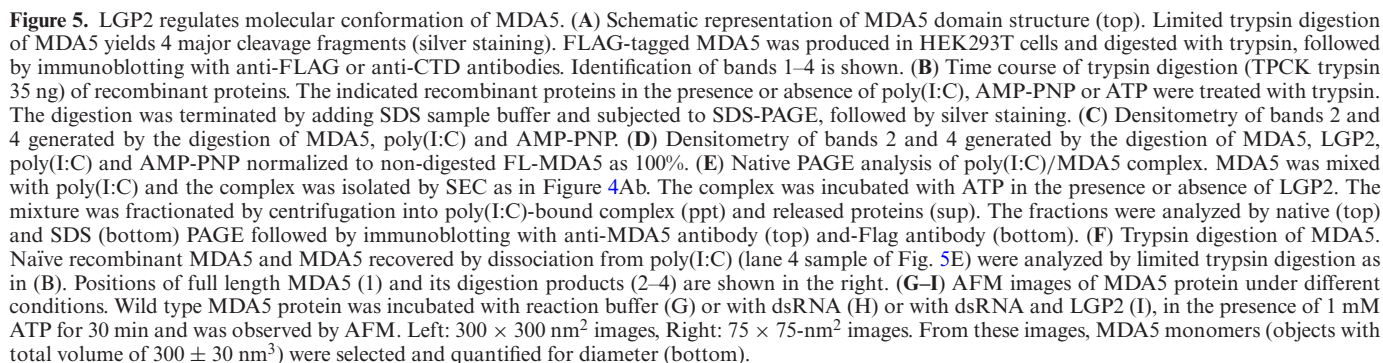 Figure 5. LGP2 regulates molecular conformation of MDA5. (A) Schematic representation of MDA5 domain structure (top). Limited trypsin digestion
of MDA5 yields 4 major cleavage fragments (silver staining). FLAG-tagged MDA5 was produced in HEK293T cells and digested with trypsin, followed
by immunoblotting with anti-FLAG or anti-CTD antibodies. Identification of bands 1–4 is shown. (B) Time course of trypsin digestion (TPCK trypsin
35 ng) of recombinant proteins. The indicated recombinant proteins in the presence or absence of poly(I:C), AMP-PNP or ATP were treated with trypsin.
The digestion was terminated by adding SDS sample buffer and subjected to SDS-PAGE, followed by silver staining. (C) Densitometry of bands 2 and
4 generated by the digestion of MDA5, poly(I:C) and AMP-PNP. (D) Densitometry of bands 2 and 4 generated by the digestion of MDA5, LGP2,
poly(I:C) and AMP-PNP normalized to non-digested FL-MDA5 as 100%. (E) Native PAGE analysis of poly(I:C)/MDA5 complex. MDA5 was mixed
with poly(I:C) and the complex was isolated by SEC as in Figure 4Ab. The complex was incubated with ATP in the presence or absence of LGP2. The
mixture was fractionated by centrifugation into poly(I:C)-bound complex (ppt) and released proteins (sup). The fractions were analyzed by native (top)
and SDS (bottom) PAGE followed by immunoblotting with anti-MDA5 antibody (top) and-Flag antibody (bottom). (F) Trypsin digestion of MDA5.
Naïve recombinant MDA5 and MDA5 recovered by dissociation from poly(I:C) (lane 4 sample of Fig. 5E) were analyzed by limited trypsin digestion as
in (B). Positions of full length MDA5 (1) and its digestion products (2–4) are shown in the right. (G–I) AFM images of MDA5 protein under different
conditions. Wild type MDA5 protein was incubated with reaction buffer (G) or with dsRNA (H) or with dsRNA and LGP2 (I), in the presence of 1 mM
ATP for 30 min and was observed by AFM. Left: 300 × 300 nm² images, Right: 75 × 75-nm² images. From these images, MDA5 monomers (objects with
total volume of 300 ± 30 nm³) were selected and quantified for diameter (bottom).